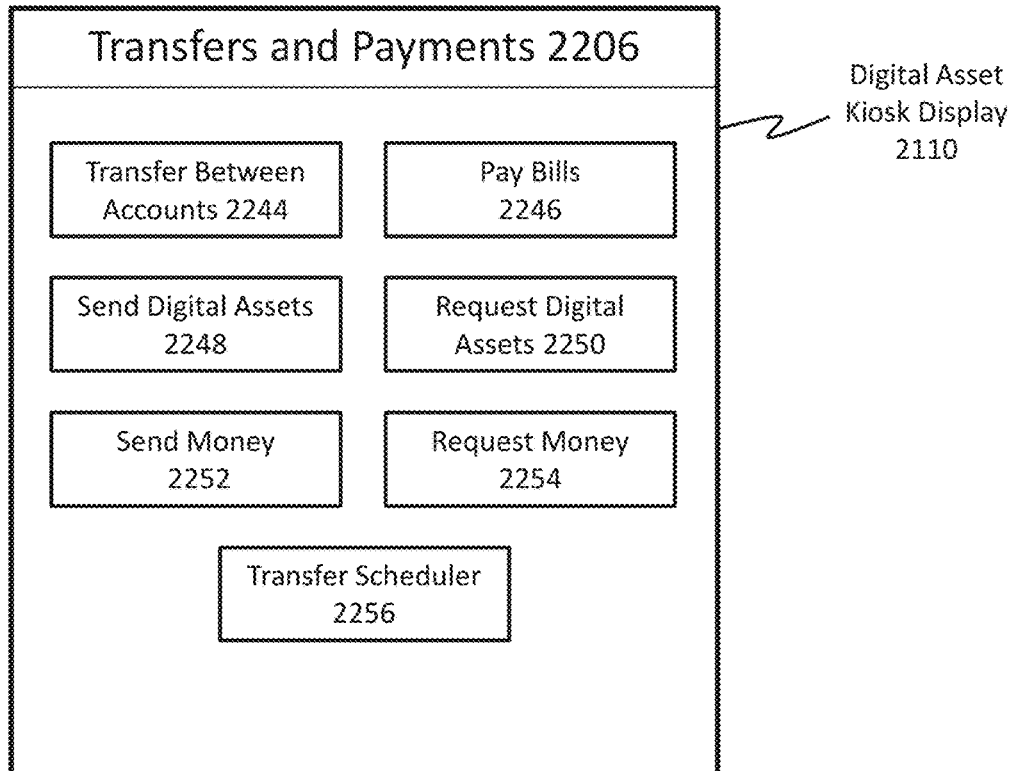 Transfers and Payments 2206
Digital Asset
Kiosk Display
2110
Transfer Between
Accounts 2244
Pay Bills
2246
Send Digital Assets
2248
Request Digital
Assets 2250
Send Money
2252
Request Money
2254
Transfer Scheduler
2256